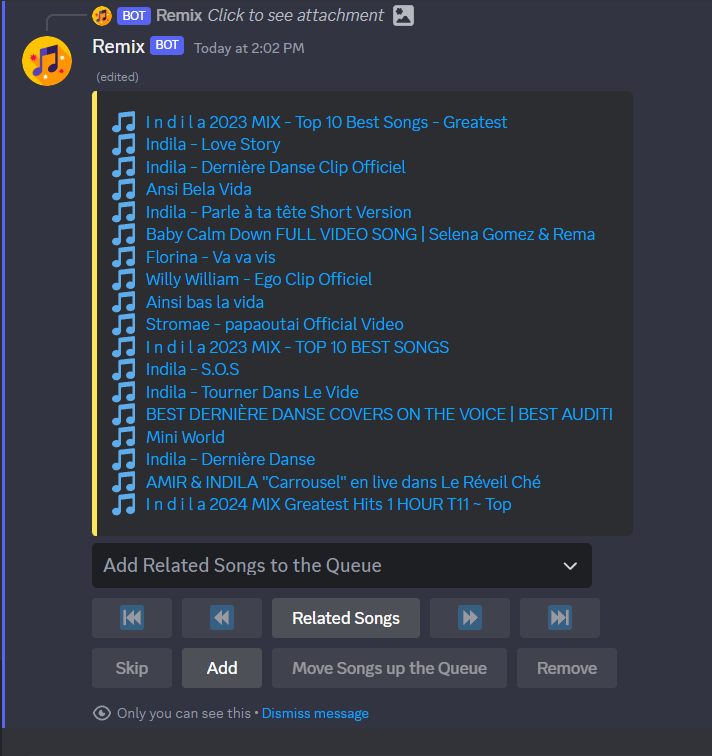 BOT Remix Click to see attachment
Remix BOT Today at 2:02 PM
(edited)
I n d i l a 2023 MIX - Top 10 Best Songs - Greatest
Indila - Love Story
Indila - Dernière Danse Clip Officiel
Ansi Bela Vida
Indila - Parle à ta tête Short Version
Baby Calm Down FULL VIDEO SONG | Selena Gomez & Rema
Florina - Va va vis
Willy William - Ego Clip Officiel
Ainsi bas la vida
Stromae - papaoutai Official Video
I n d i l a 2023 MIX - TOP 10 BEST SONGS
Indila - S.O.S
Indila - Tourner Dans Le Vide
BEST DERNIÈRE DANSE COVERS ON THE VOICE | BEST AUDITI
Mini World
Indila - Dernière Danse
AMIR & INDILA "Carrousel" en live dans Le Réveil Ché
I n d i l a 2024 MIX Greatest Hits 1 HOUR T11 ~ Top
Add Related Songs to the Queue
Related Songs
Skip Add Move Songs up the Queue Remove
Only you can see this • Dismiss message